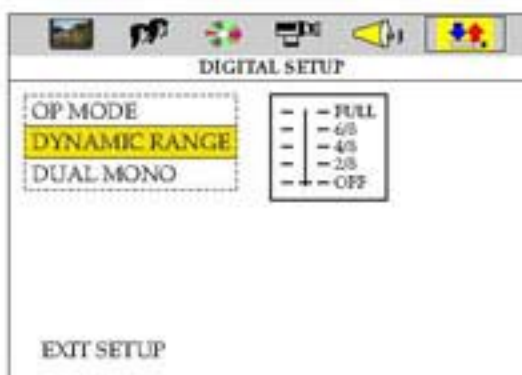 DIGITAL SETUP
OP MODE
DYNAMIC RANGE
DUAL MONO
FULL
6/8
4/8
2/8
OFF
EXIT SETUP